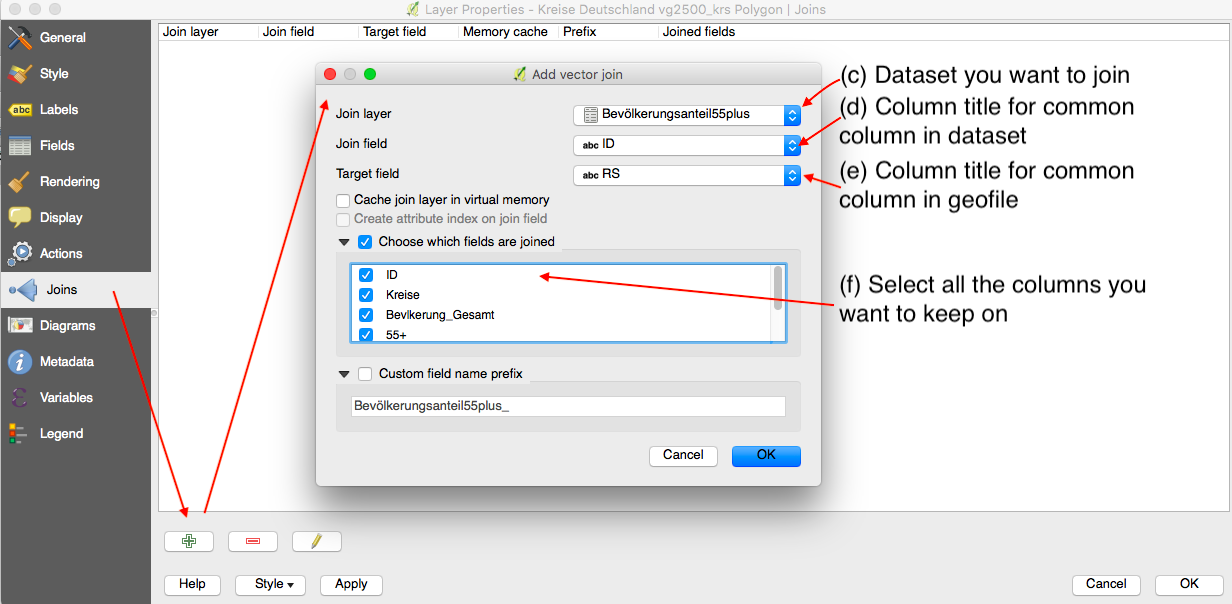 Layer Properties - Kreise Deutschland vg2500_krs Polygon | Joins
General
Style
Labels
Fields
Rendering
Display
Actions
Joins
Diagrams
Metadata
Variables
Legend
abc
Join layer Join field Target field Memory cache Prefix Joined fields
Add vector join
Join layer Bevölkerungsanteil55plus
Join field abc ID
Target field abc RS
Cache join layer in virtual memory
Create attribute index on join field
Choose which fields are joined
ID
Kreise
Bevlkerung_Gesamt
55+
Custom field name prefix
Bevölkerungsanteil55plus_
Cancel OK
(c) Dataset you want to join
(d) Column title for common
column in dataset
(e) Column title for common
column in geofile
(f) Select all the columns you
want to keep on
Help Style Apply Cancel OK